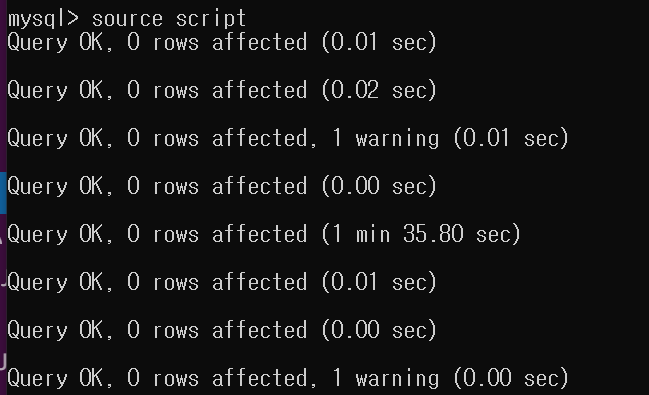 mysql> source script
Query OK, 0 rows affected (0.01 sec)
Query OK, 0 rows affected (0.02 sec)
Query OK, 0 rows affected, 1 warning (0.01 sec)
Query OK, 0 rows affected (0.00 sec)
Query OK, 0 rows affected (1 min 35.80 sec)
Query OK, 0 rows affected (0.01 sec)
Query OK, 0 rows affected (0.00 sec)
Query OK, 0 rows affected, 1 warning (0.00 sec)